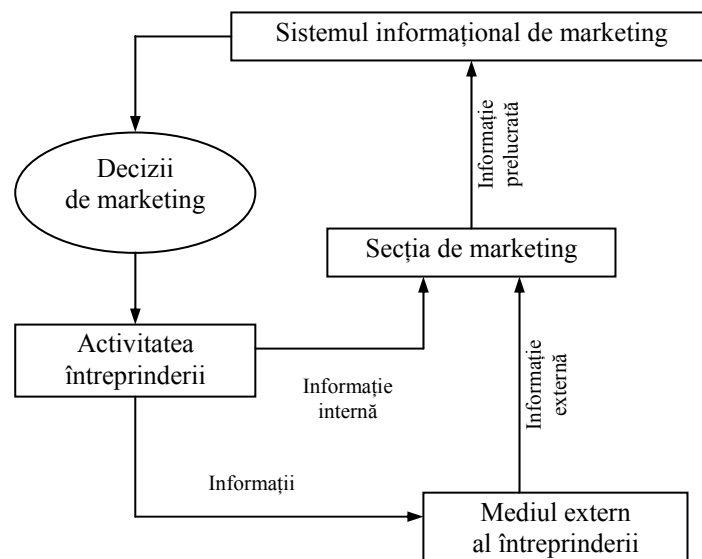 Sistemul informațional de marketing
Decizii
de marketing
Informație
prelucrată
Secția de marketing
Activitatea
întreprinderii
Informație
internă
Informație
externă
Informații
Mediul extern
al întreprinderii